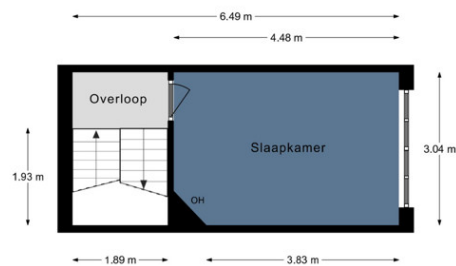 6.49 m
4.48 m
Overloop
Slaapkamer
3.04 m
1.93 m
OH
1.89 m
3.83 m